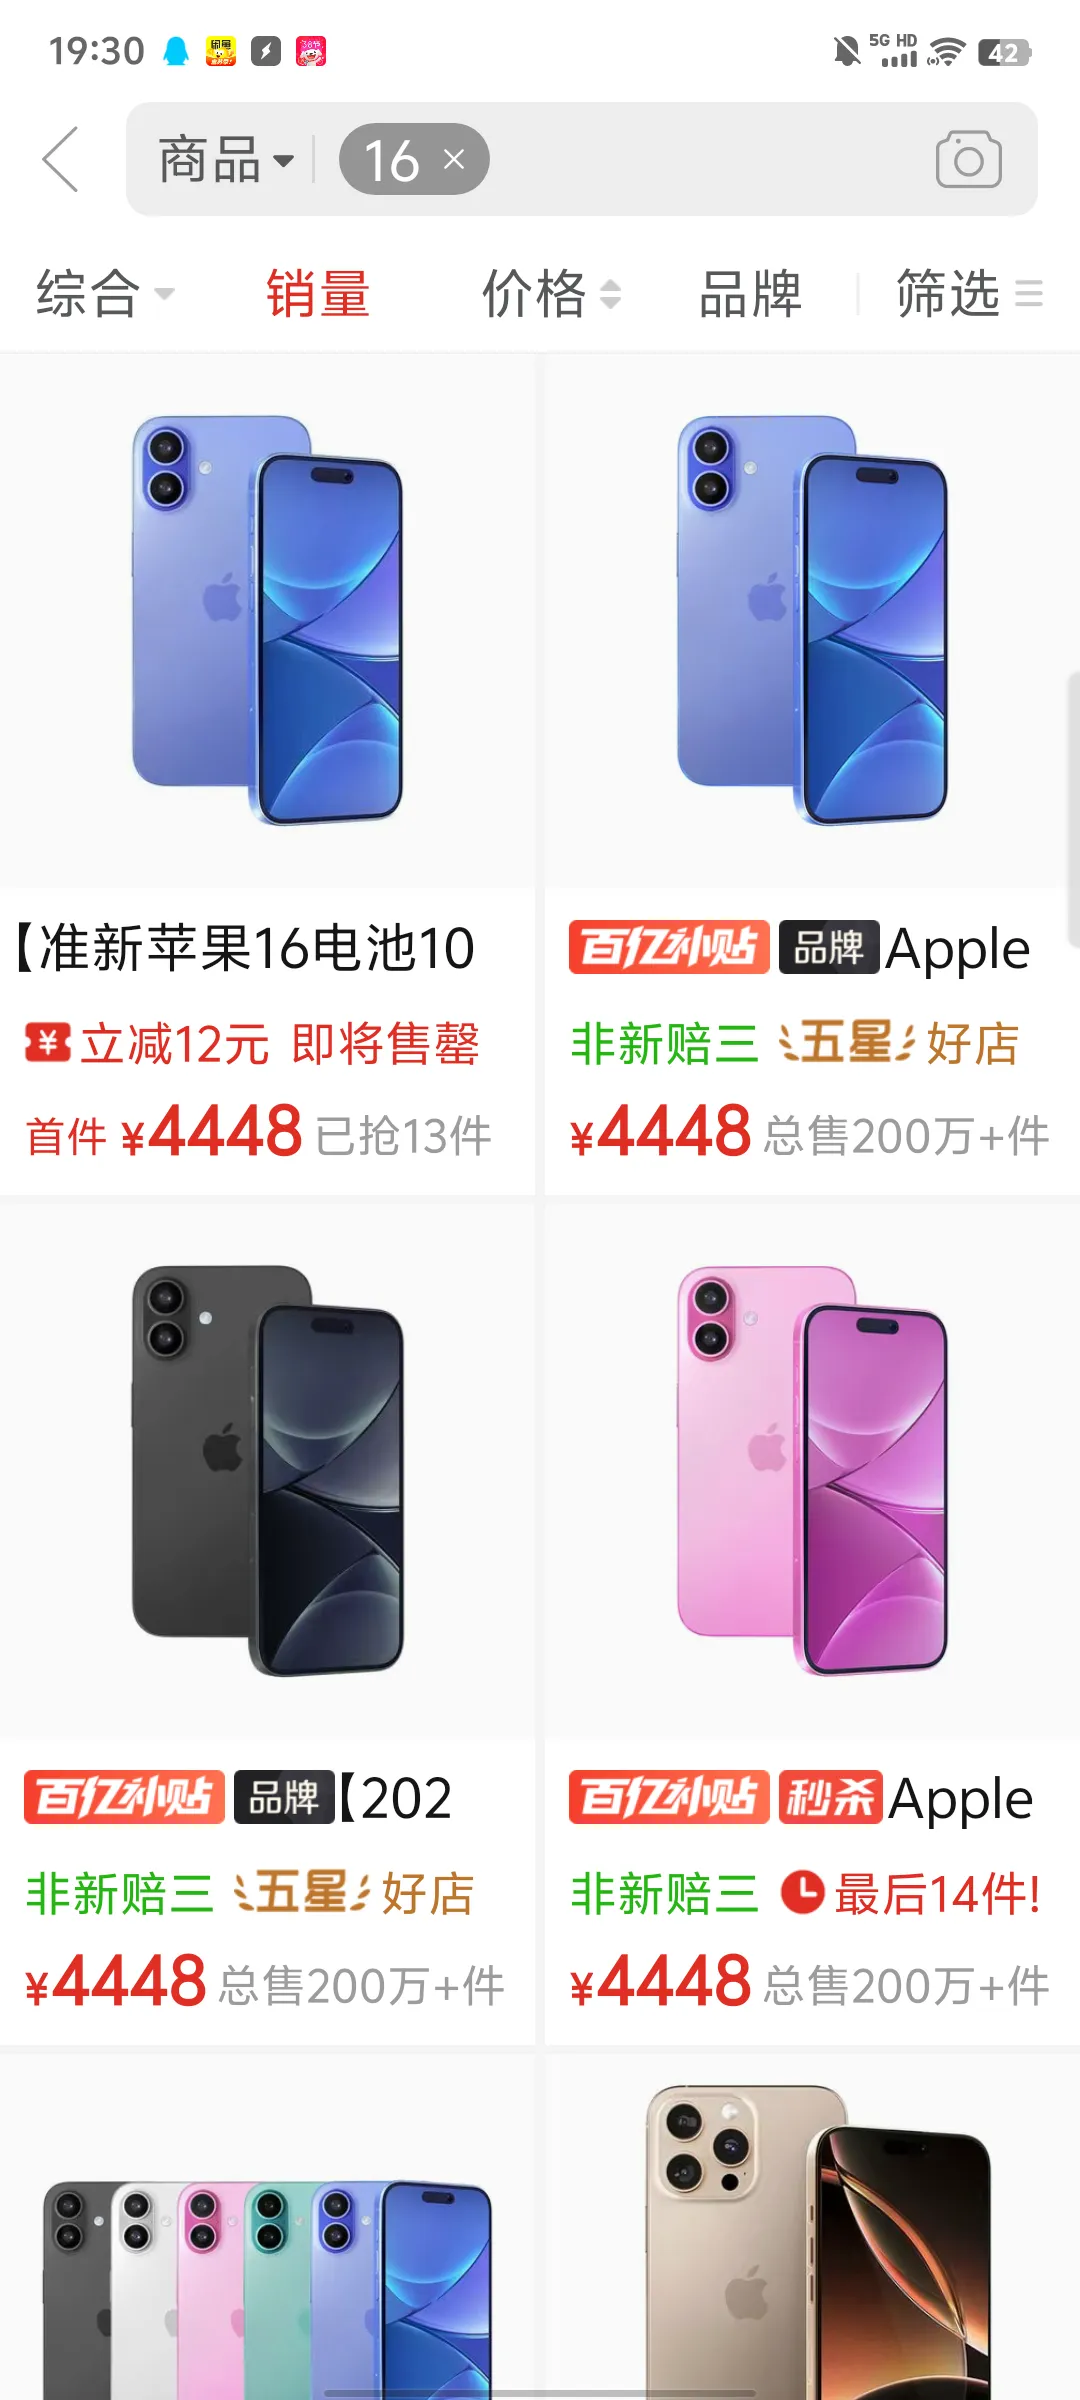 19:30 5G HD 42
商品 16 ×
综合 销量 价格 品牌 筛选
【准新苹果16电池10
立减12元 即将售罄
首件 ¥4448 已抢13件
百亿补贴 品牌 Apple
非新赔三 五星好店
¥4448 总售200万+件
百亿补贴 品牌【202
非新赔三 五星好店
¥4448 总售200万+件
百亿补贴 秒杀 Apple
非新赔三 最后14件!
¥4448 总售200万+件